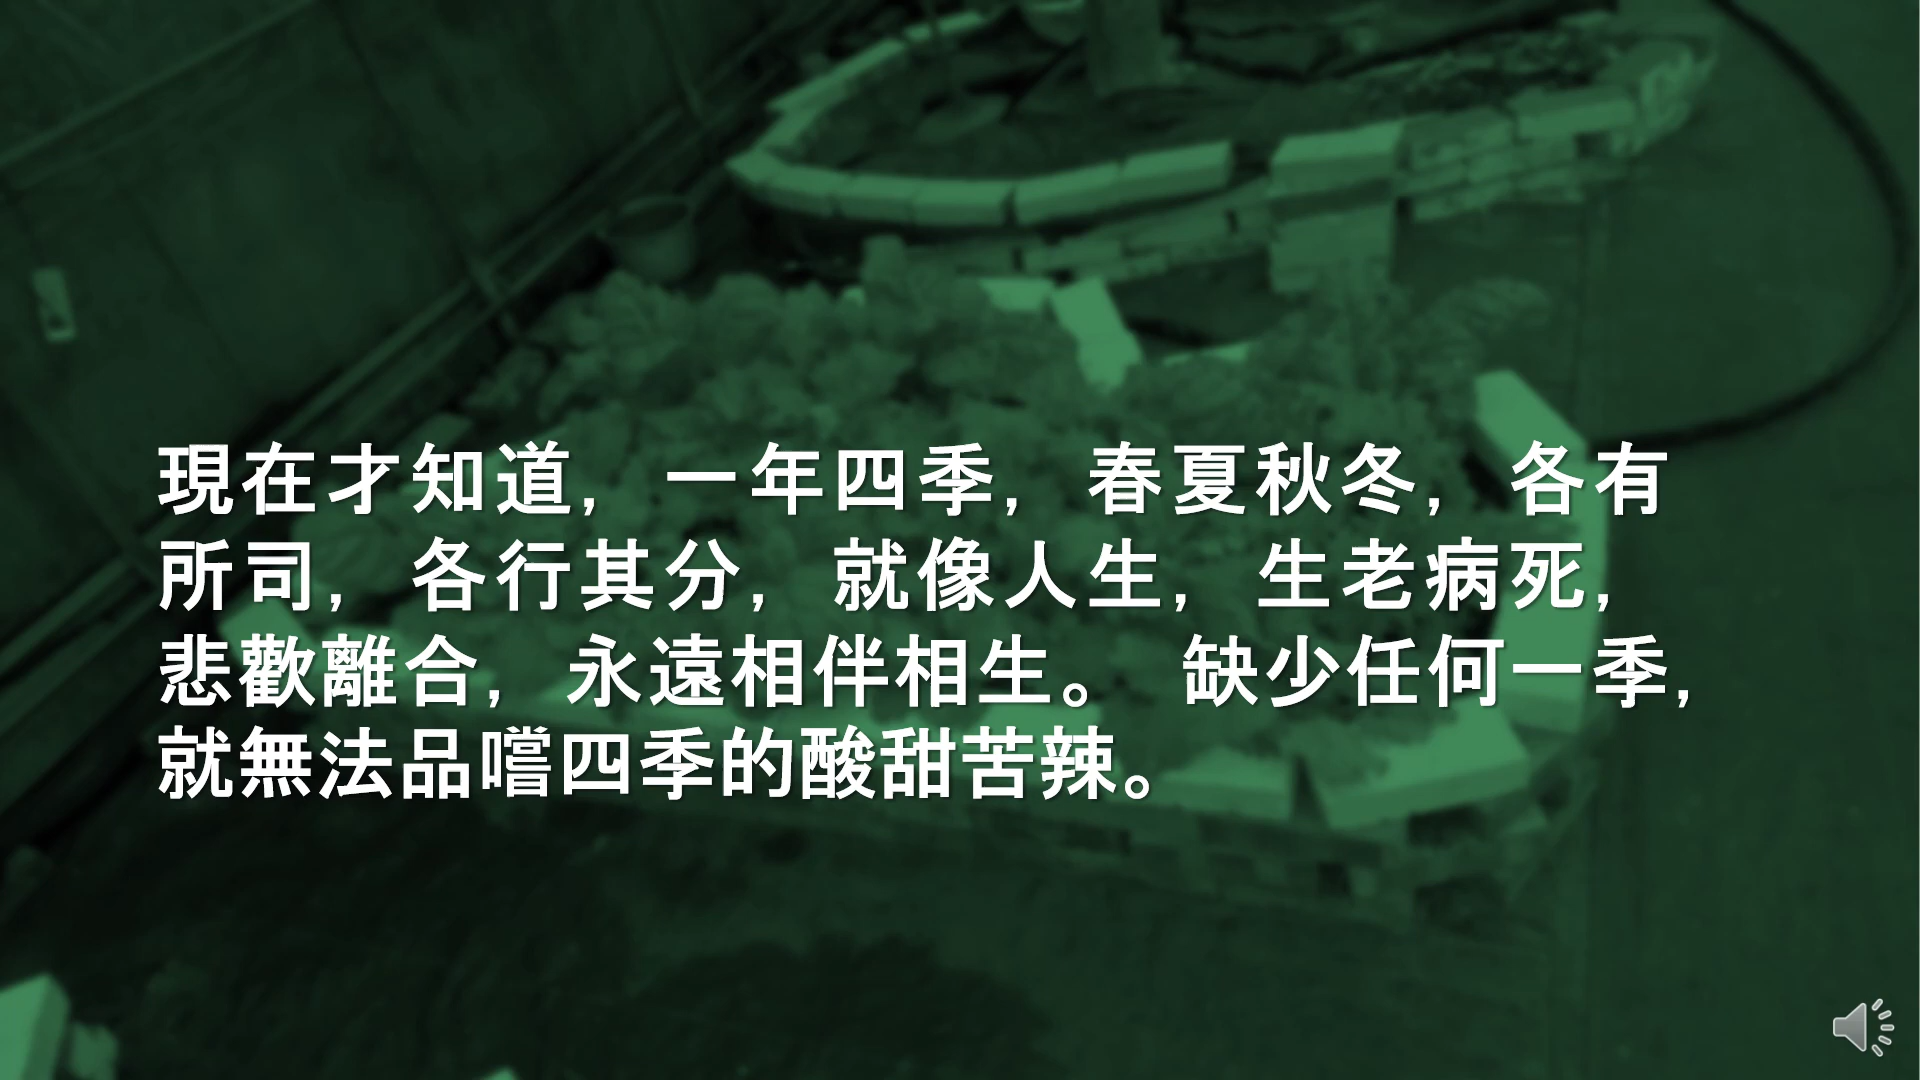 現在才知道，一年四季，春夏秋冬，各有
所司，各行其分，就像人生，生老病死，
悲歡離合，永遠相伴相生。 缺少任何一季，
就無法品嚐四季的酸甜苦辣。